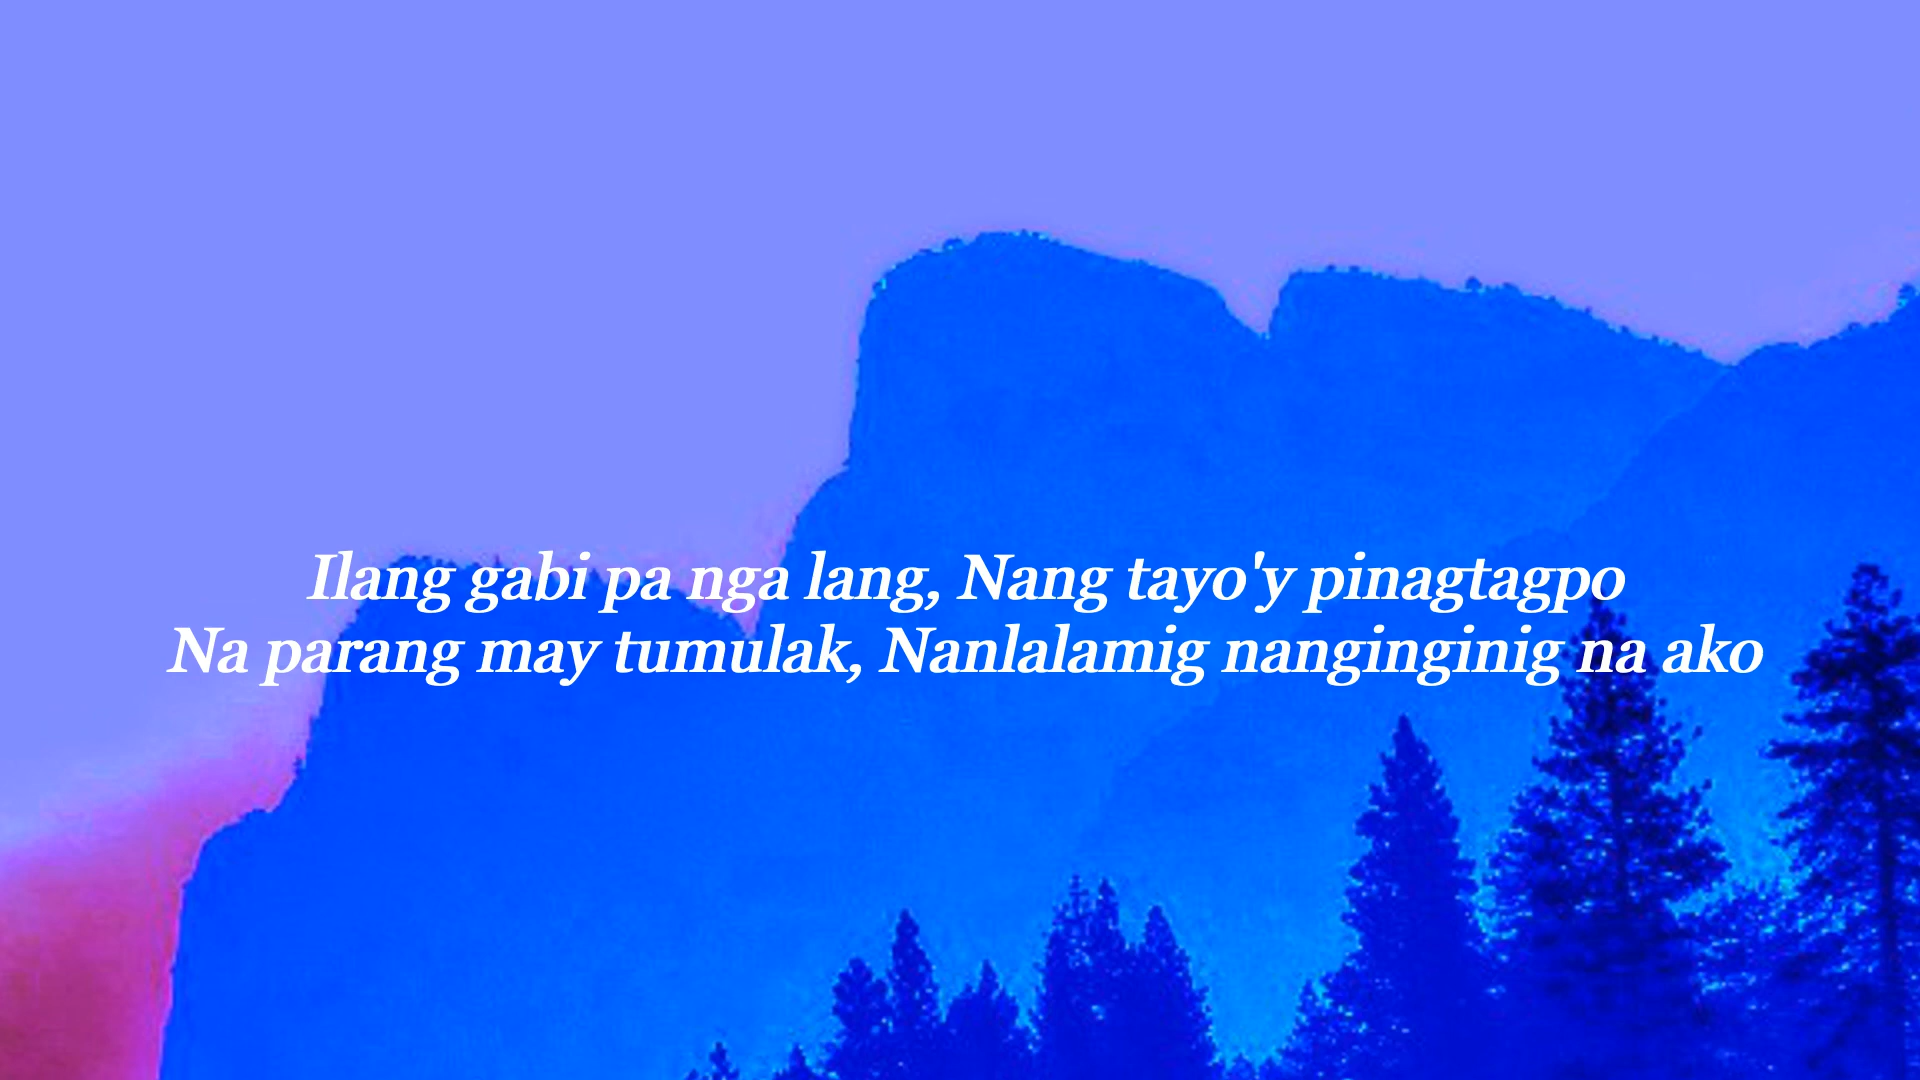 Ilang gabi pa nga lang, Nang tayo'y pinagtagpo
Na parang may tumulak, Nanlalamig nanginginig na ako